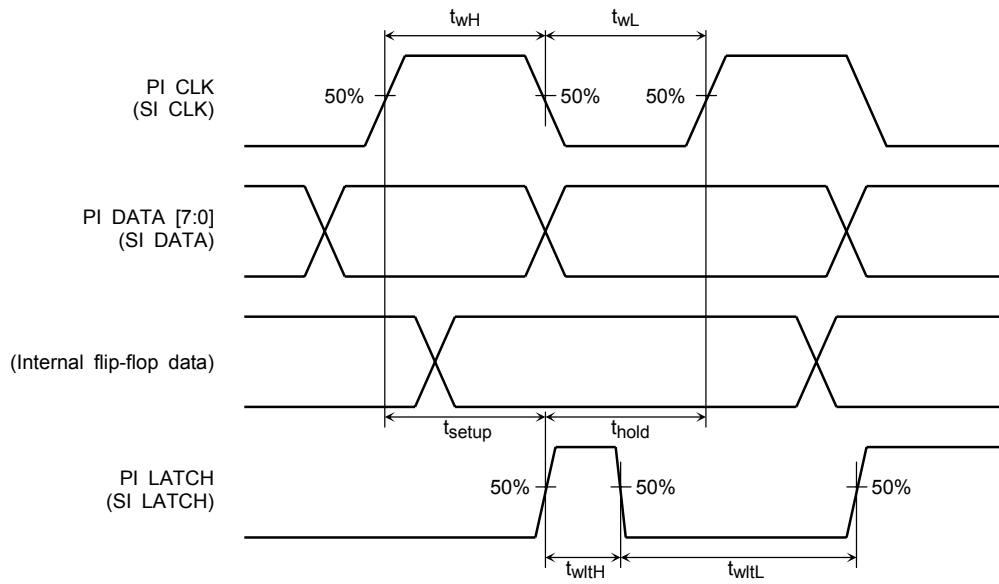 twH
twL
PI CLK
(SI CLK)
50%
50%
50%
PI DATA [7:0]
(SI DATA)
(Internal flip-flop data)
tsetup
thold
PI LATCH
(SI LATCH)
50%
50%
50%
twltH
twltL